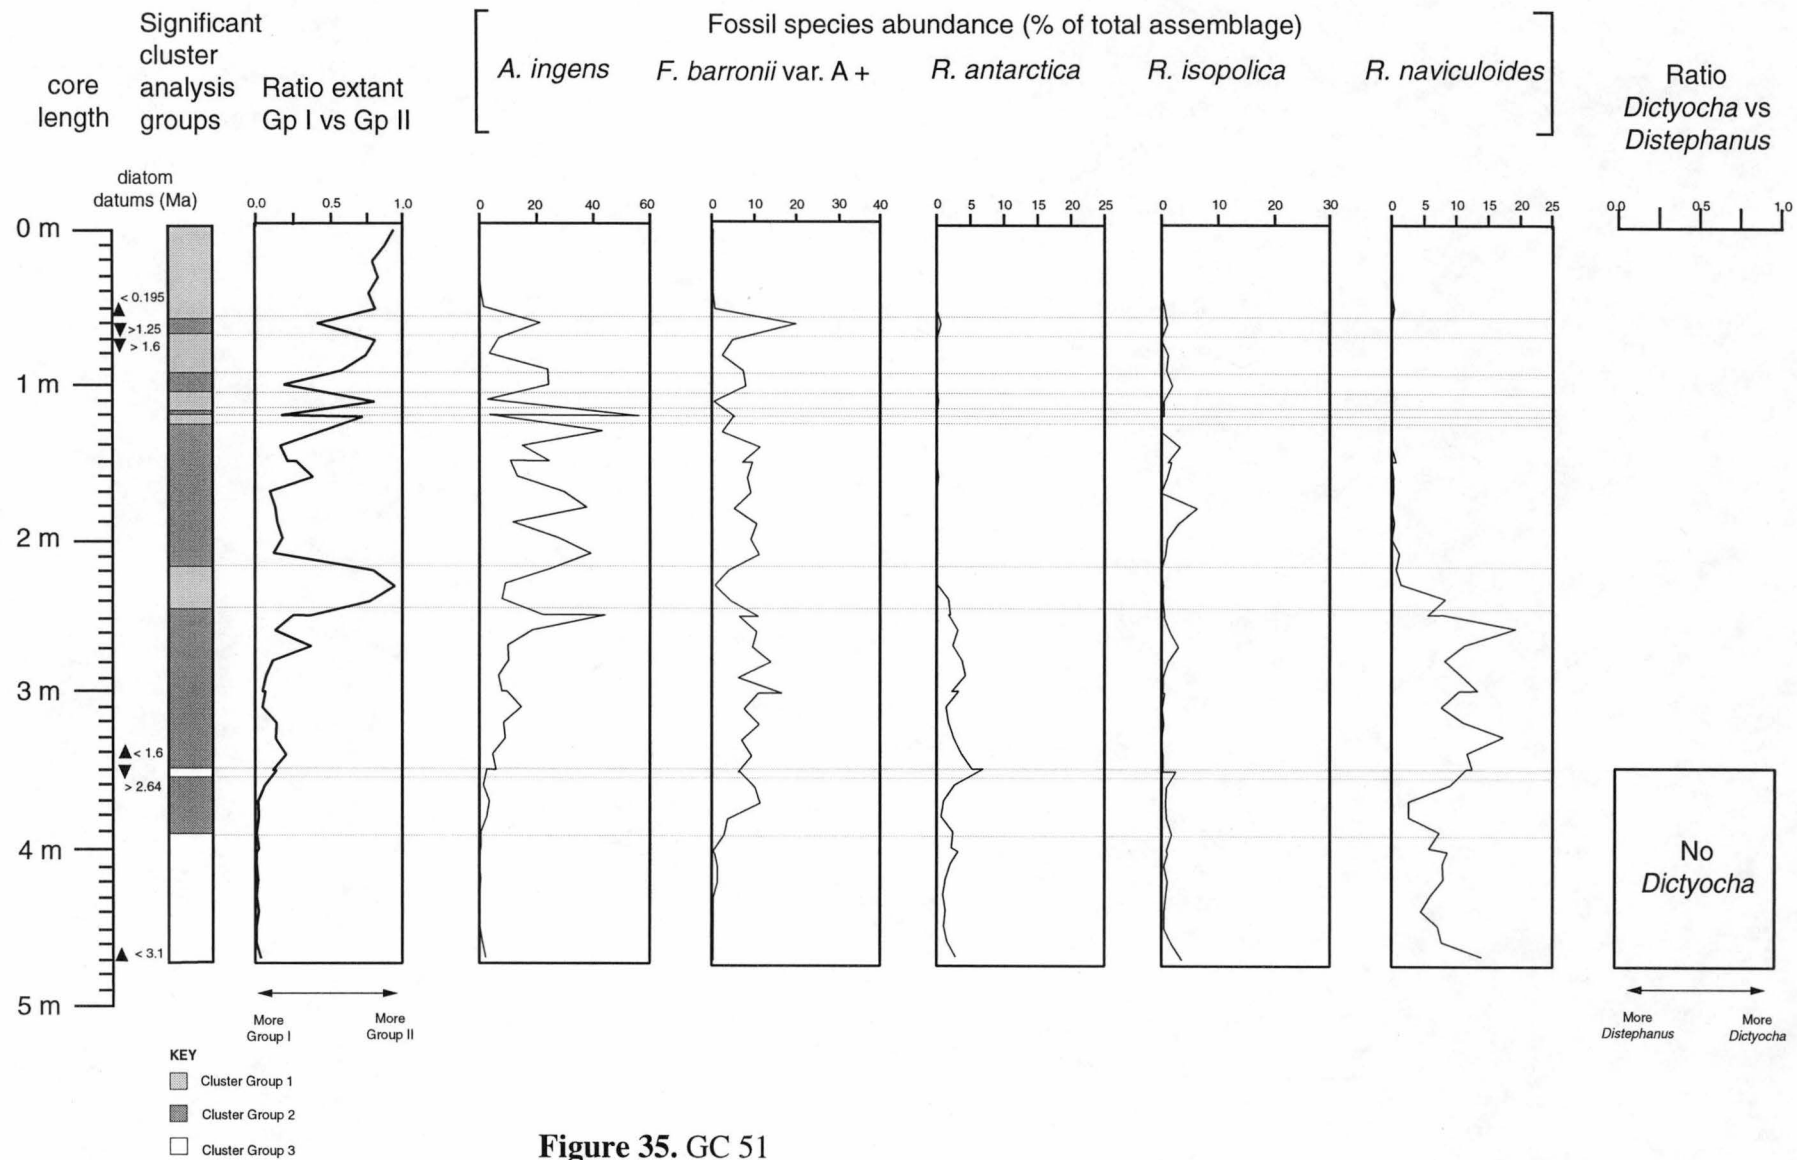 core
length
Significant
cluster
analysis
groups
Ratio extant
Gp I vs Gp II
Fossil species abundance (% of total assemblage)
A. ingens
F. barronii var. A +
R. antarctica
R. isopolica
R. naviculoides
Ratio
Dictyocha vs
Distephanus
diatom
datums (Ma)
0.0 0.5 1.0
0 20 40 60
0 10 20 30 40
0 5 10 15 20 25
0 10 20 30
0 5 10 15 20 25
0.0 0.5 1.0
0 m
< 0.195
>1.25
> 1.6
1 m
2 m
3 m
< 1.6
> 2.64
4 m
< 3.1
5 m
No
Dictyocha
More
Group I
More
Group II
More
Distephanus
More
Dictyocha
KEY
Cluster Group 1
Cluster Group 2
Cluster Group 3
Figure 35. GC 51